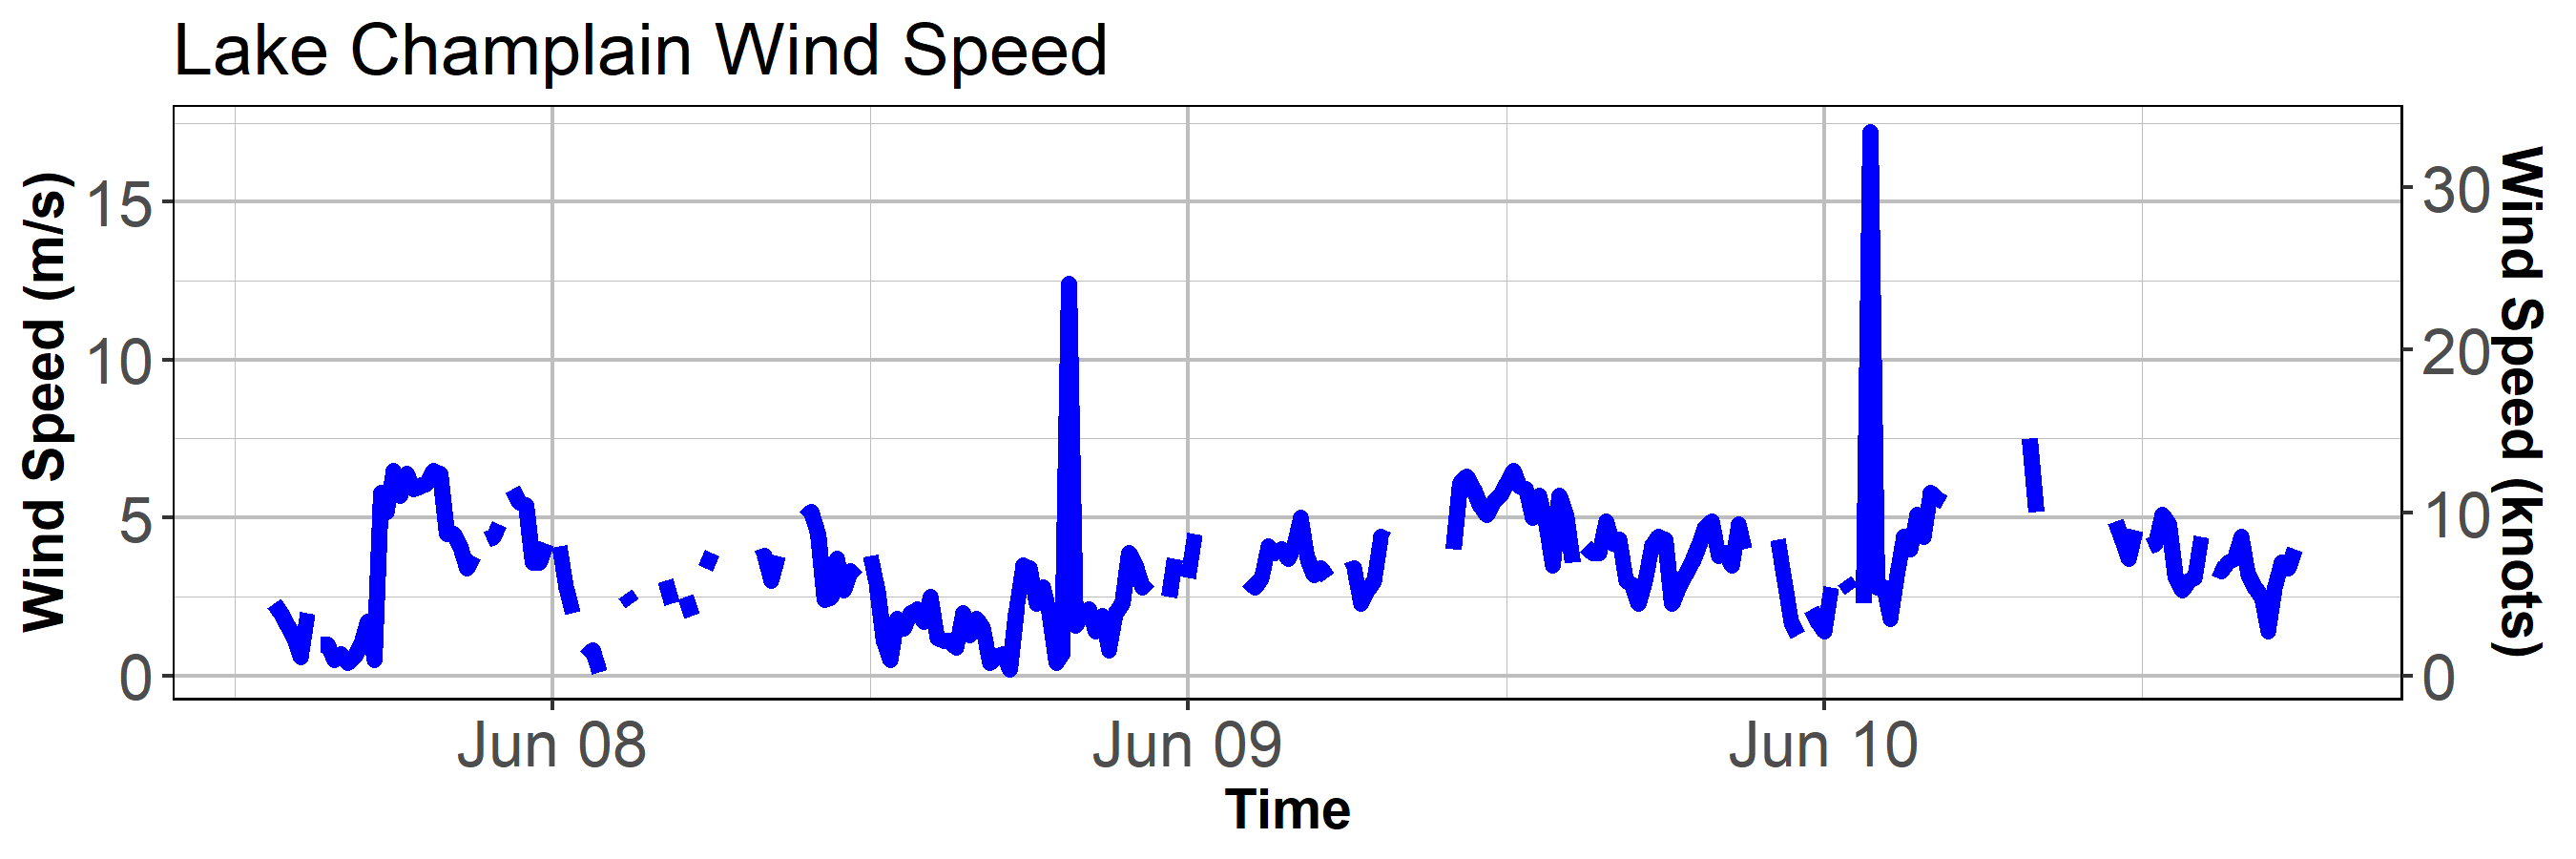 Lake Champlain Wind Speed
Wind Speed (m/s)
15
10
5
0
30
20
10
0
Wind Speed (knots)
Jun 08
Jun 09
Jun 10
Time